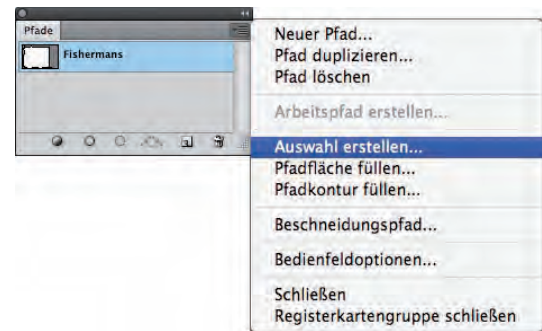 Pfade
Fishermans
Neuer Pfad...
Pfad duplizieren...
Pfad löschen
Arbeitspfad erstellen...
Auswahl erstellen...
Pfadfläche füllen...
Pfadkontur füllen...
Beschneidungspfad...
Bedienfeldoptionen...
Schließen
Registerkartengruppe schließen